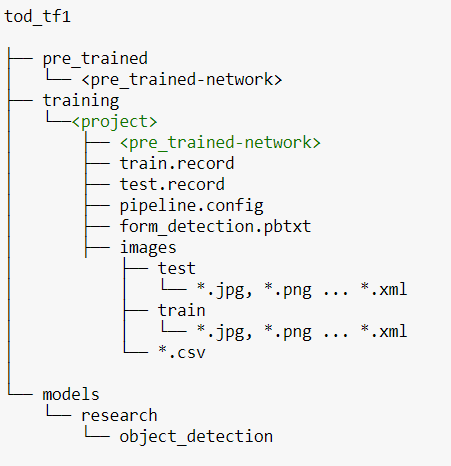 tod_tf1
├── pre_trained
│   └── <pre_trained-network>
├── training
│   └──<project>
│       ├── <pre_trained-network>
│       ├── train.record
│       ├── test.record
│       ├── pipeline.config
│       ├── form_detection.pbtxt
│       ├── images
│           ├── test
│           │   └── *.jpg, *.png ... *.xml
│           ├── train
│           │   └── *.jpg, *.png ... *.xml
│           └── *.csv
│
└── models
    └── research
        └── object_detection